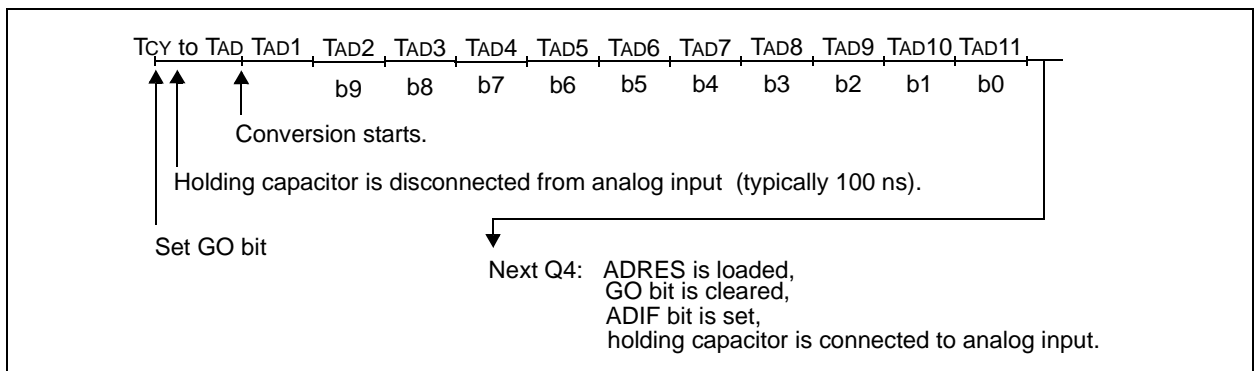 TCY to TAD TAD1 TAD2 TAD3 TAD4 TAD5 TAD6 TAD7 TAD8 TAD9 TAD10 TAD11
b9 b8 b7 b6 b5 b4 b3 b2 b1 b0
Conversion starts.
Holding capacitor is disconnected from analog input (typically 100 ns).
Set GO bit
Next Q4: ADRES is loaded,
GO bit is cleared,
ADIF bit is set,
holding capacitor is connected to analog input.